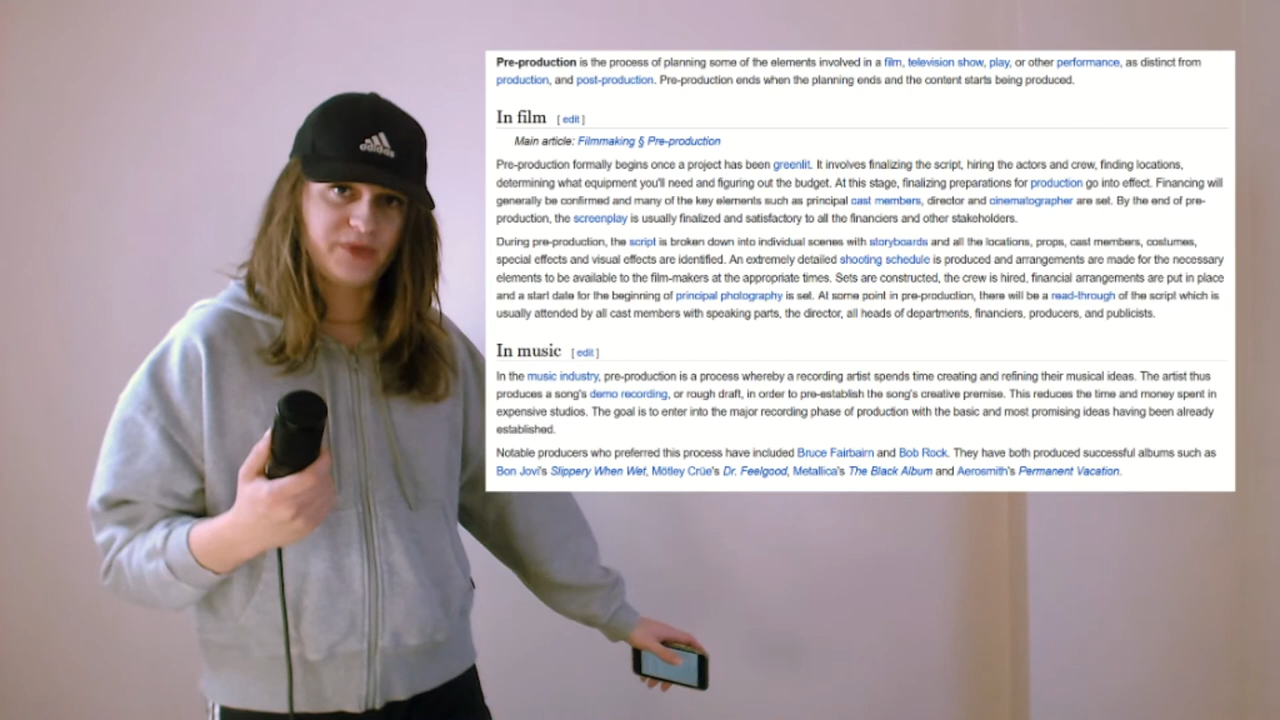 adidas
Pre-production is the process of planning some of the elements involved in a film, television show, play, or other performance, as distinct from
production, and post-production. Pre-production ends when the planning ends and the content starts being produced.
In film [ edit ]
Main article: Filmmaking § Pre-production
Pre-production formally begins once a project has been greenlit. It involves finalizing the script, hiring the actors and crew, finding locations,
determining what equipment you'll need and figuring out the budget. At this stage, finalizing preparations for production go into effect. Financing will
generally be confirmed and many of the key elements such as principal cast members, director and cinematographer are set. By the end of pre-
production, the screenplay is usually finalized and satisfactory to all the financiers and other stakeholders.
During pre-production, the script is broken down into individual scenes with storyboards and all the locations, props, cast members, costumes,
special effects and visual effects are identified. An extremely detailed shooting schedule is produced and arrangements are made for the necessary
elements to be available to the film-makers at the appropriate times. Sets are constructed, the crew is hired, financial arrangements are put in place
and a start date for the beginning of principal photography is set. At some point in pre-production, there will be a read-through of the script which is
usually attended by all cast members with speaking parts, the director, all heads of departments, financiers, producers, and publicists.
In music [ edit ]
In the music industry, pre-production is a process whereby a recording artist spends time creating and refining their musical ideas. The artist thus
produces a song's demo recording, or rough draft, in order to pre-establish the song's creative premise. This reduces the time and money spent in
expensive studios. The goal is to enter into the major recording phase of production with the basic and most promising ideas having been already
established.
Notable producers who preferred this process have included Bruce Fairbairn and Bob Rock. They have both produced successful albums such as
Bon Jovi's Slippery When Wet, Mötley Crüe's Dr. Feelgood, Metallica's The Black Album and Aerosmith's Permanent Vacation.